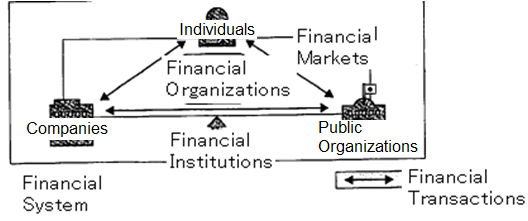 Individuals
Financial
Markets
Financial
Organizations
Companies
Public
Organizations
Financial
Institutions
Financial
System
Financial
Transactions